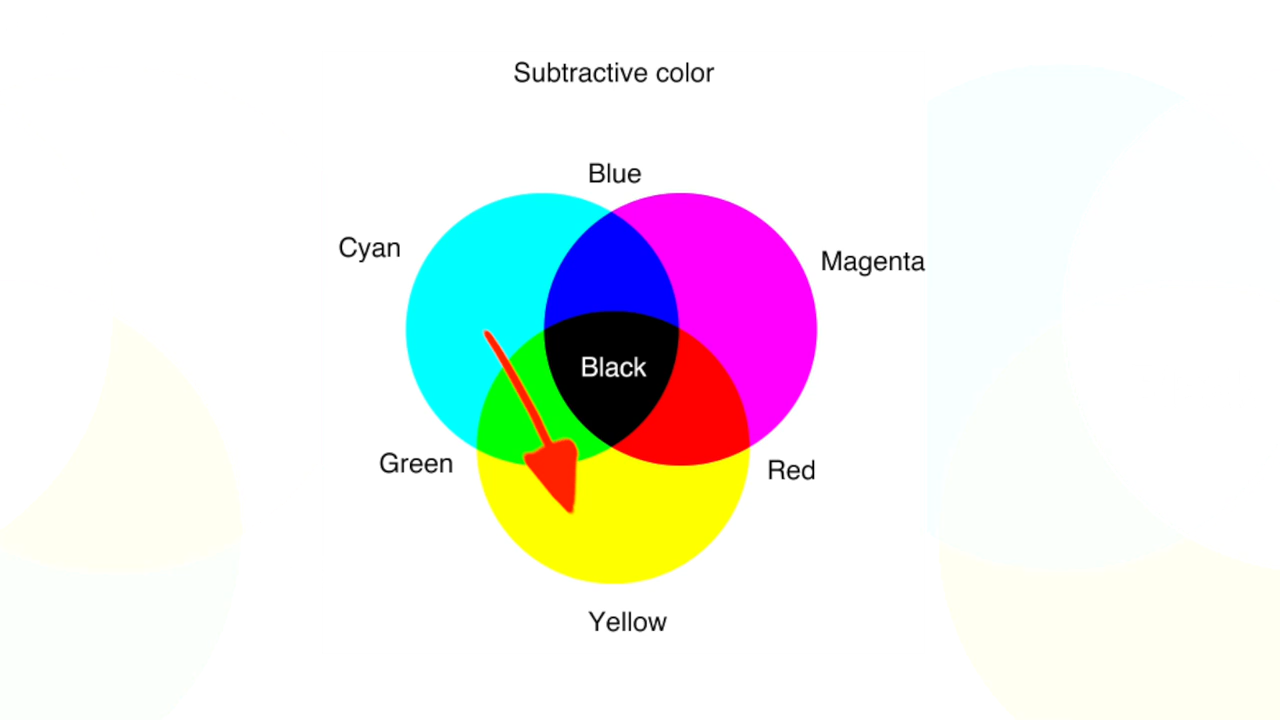 Subtractive color
Blue
Cyan
Magenta
Black
Green
Red
Yellow